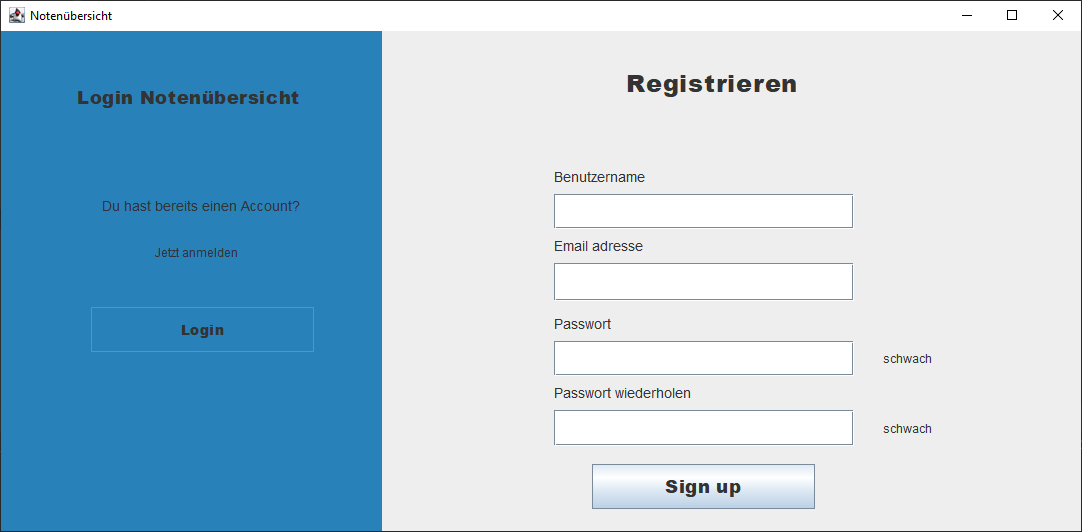 Notenübersicht
Login Notenübersicht
Du hast bereits einen Account?
Jetzt anmelden
Login
Registrieren
Benutzername
Email adresse
Passwort
schwach
Passwort wiederholen
schwach
Sign up